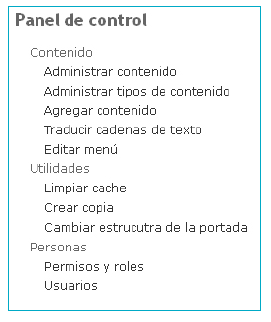 Panel de control
Contenido
Administrar contenido
Administrar tipos de contenido
Agregar contenido
Traducir cadenas de texto
Editar menú
Utilidades
Limpiar cache
Crear copia
Cambiar estrucutra de la portada
Personas
Permisos y roles
Usuarios